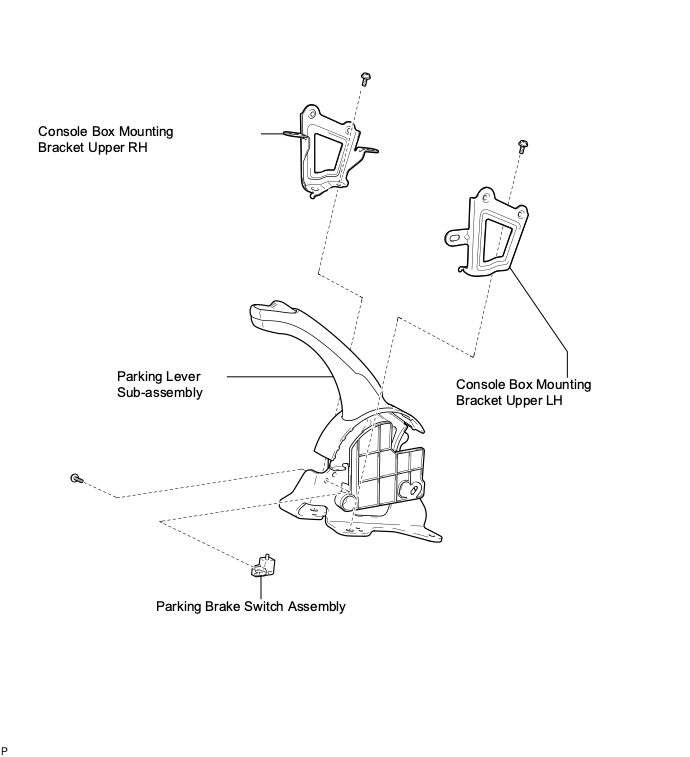 Console Box Mounting
Bracket Upper RH
Parking Lever
Sub-assembly
Console Box Mounting
Bracket Upper LH
Parking Brake Switch Assembly
P